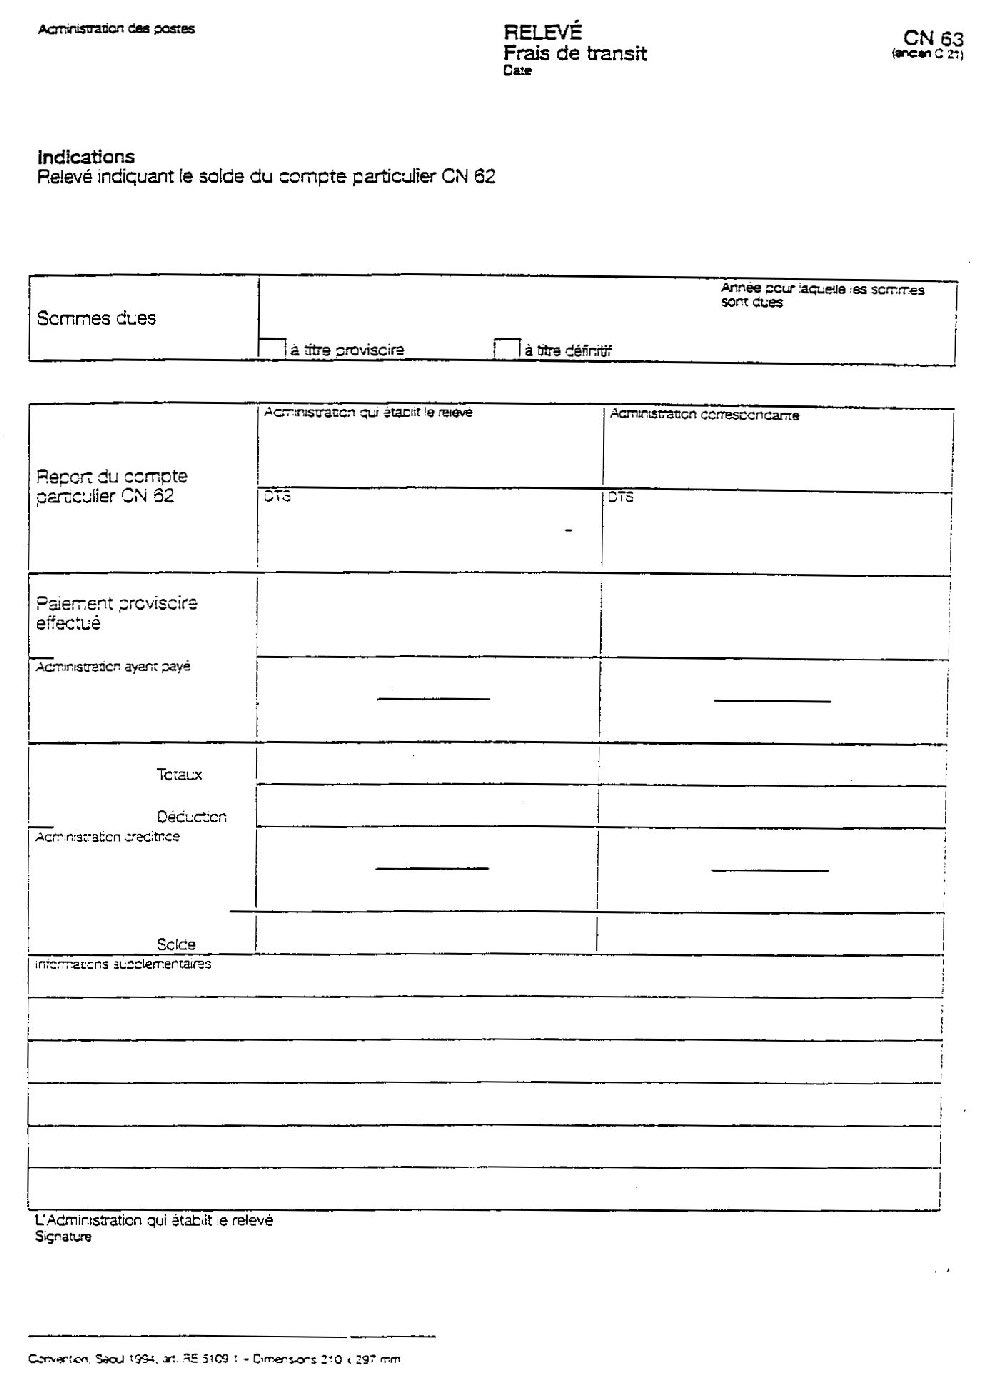 Administration des postes
RELEVÉ
Frais de transit
Date
CN 63
(ancien C 21)
Indications
Relevé indiquant le solde du compte particulier CN 62
Sommes dues
Année pour laquelle les sommes
sont dues
à titre provisoire
à titre définitif
Administration qui établit le relevé
Administration correspondante
Report du compte
particulier CN 62
DTS
DTS
Paiement provisoire
effectué
Administration ayant payé
Totaux
Déduction
Administration créditrice
Solde
Informations supplémentaires
L'Administration qui établit le relevé
Signature
Convention, Séoul 1994, art. RE 5109.1 – Dimensions 210 x 297 mm